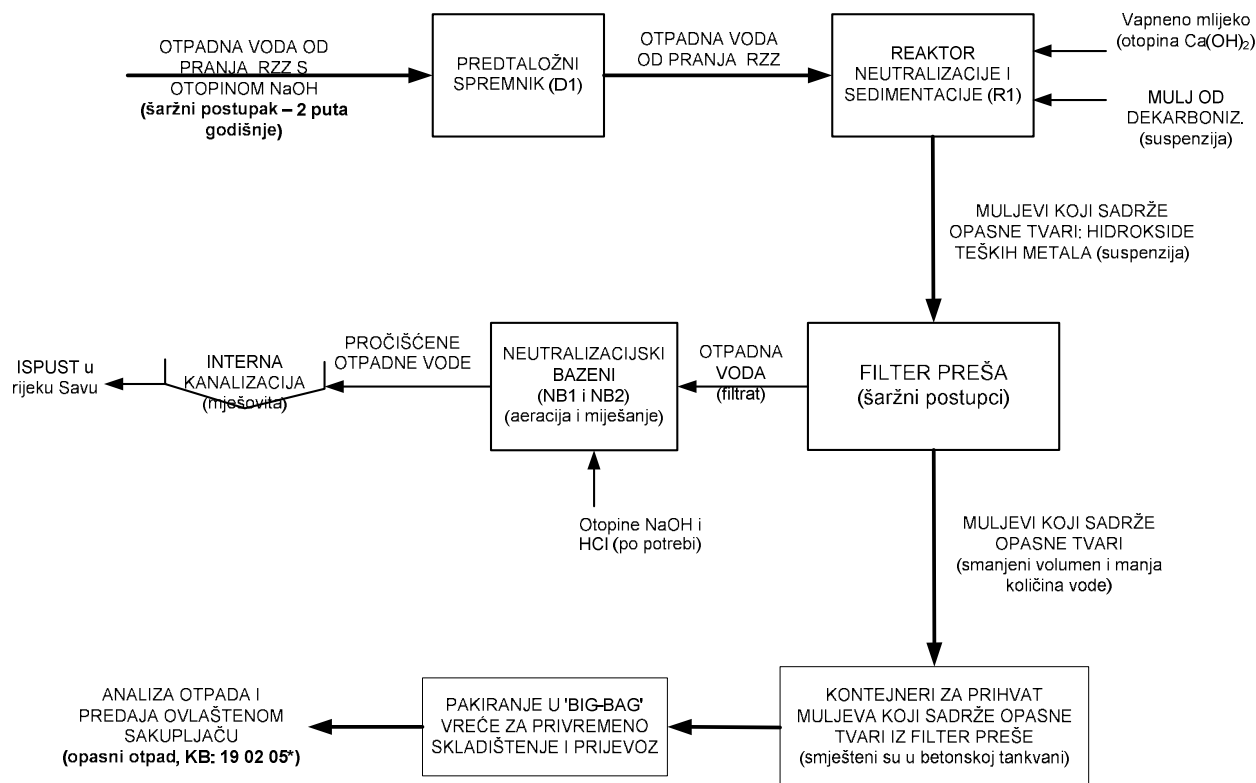 OTPADNA VODA OD
PRANJA RZZ S
OTOPINOM NaOH
(šaržni postupak – 2 puta
godišnje)
PREDTALOŽNI
SPREMNIK (D1)
OTPADNA VODA
OD PRANJA RZZ
REAKTOR
NEUTRALIZACIJE I
SEDIMENTACIJE (R1)
Vapneno mlijeko
(otopina Ca(OH)₂)
MULJ OD
DEKARBONIZ.
(suspenzija)
MULJEVI KOJI SADRŽE
OPASNE TVARI: HIDROKSIDE
TEŠKIH METALA (suspenzija)
FILTER PREŠA
(šaržni postupci)
OTPADNA
VODA
(filtrat)
NEUTRALIZACIJSKI
BAZENI
(NB1 i NB2)
(aeracija i miješanje)
Otopine NaOH i
HCl (po potrebi)
PROČIŠĆENE
OTPADNE VODE
INTERNA
KANALIZACIJA
(mješovita)
ISPUST u
rijeku Savu
MULJEVI KOJI SADRŽE
OPASNE TVARI
(smanjeni volumen i manja
količina vode)
KONTEJNERI ZA PRIHVAT
MULJEVA KOJI SADRŽE OPASNE
TVARI IZ FILTER PREŠE
(smješteni su u betonskoj tankvani)
PAKIRANJE U 'BIG-BAG'
VREĆE ZA PRIVREMENO
SKLADIŠTENJE I PRIJEVOZ
ANALIZA OTPADA I
PREDAJA OVLAŠTENOM
SAKUPLJAČU
(opasni otpad, KB: 19 02 05*)